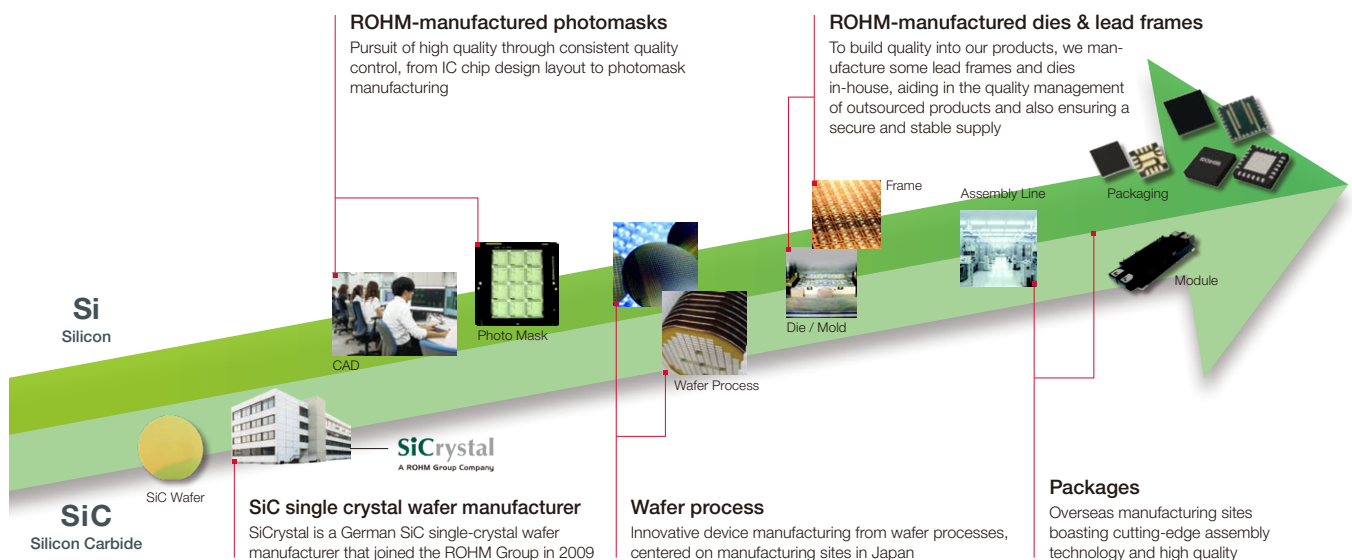 ROHM-manufactured photomasks
Pursuit of high quality through consistent quality
control, from IC chip design layout to photomask
manufacturing
ROHM-manufactured dies & lead frames
To build quality into our products, we man-
ufacture some lead frames and dies
in-house, aiding in the quality management
of outsourced products and also ensuring a
secure and stable supply
Frame
Assembly Line
Packaging
ROHM
Module
Si
Silicon
CAD
Photo Mask
Die / Mold
Wafer Process
SiC Wafer
SiCrystal
A ROHM Group Company
SiC
Silicon Carbide
SiC single crystal wafer manufacturer
SiCrystal is a German SiC single-crystal wafer
manufacturer that joined the ROHM Group in 2009
Wafer process
Innovative device manufacturing from wafer processes,
centered on manufacturing sites in Japan
Packages
Overseas manufacturing sites
boasting cutting-edge assembly
technology and high quality